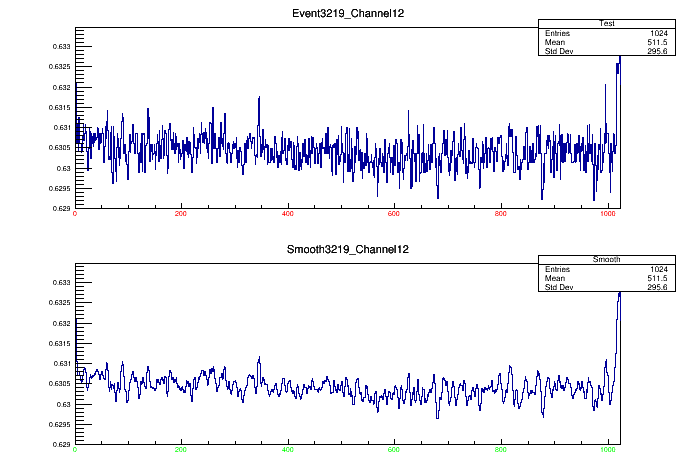 Event3219_Channel12
Test
Entries 1024
Mean 511.5
Std Dev 295.6
0.633
0.6325
0.632
0.6315
0.631
0.6305
0.63
0.6295
0.629
0 200 400 600 800 1000
Smooth3219_Channel12
Smooth
Entries 1024
Mean 511.5
Std Dev 295.6
0.633
0.6325
0.632
0.6315
0.631
0.6305
0.63
0.6295
0.629
0 200 400 600 800 1000